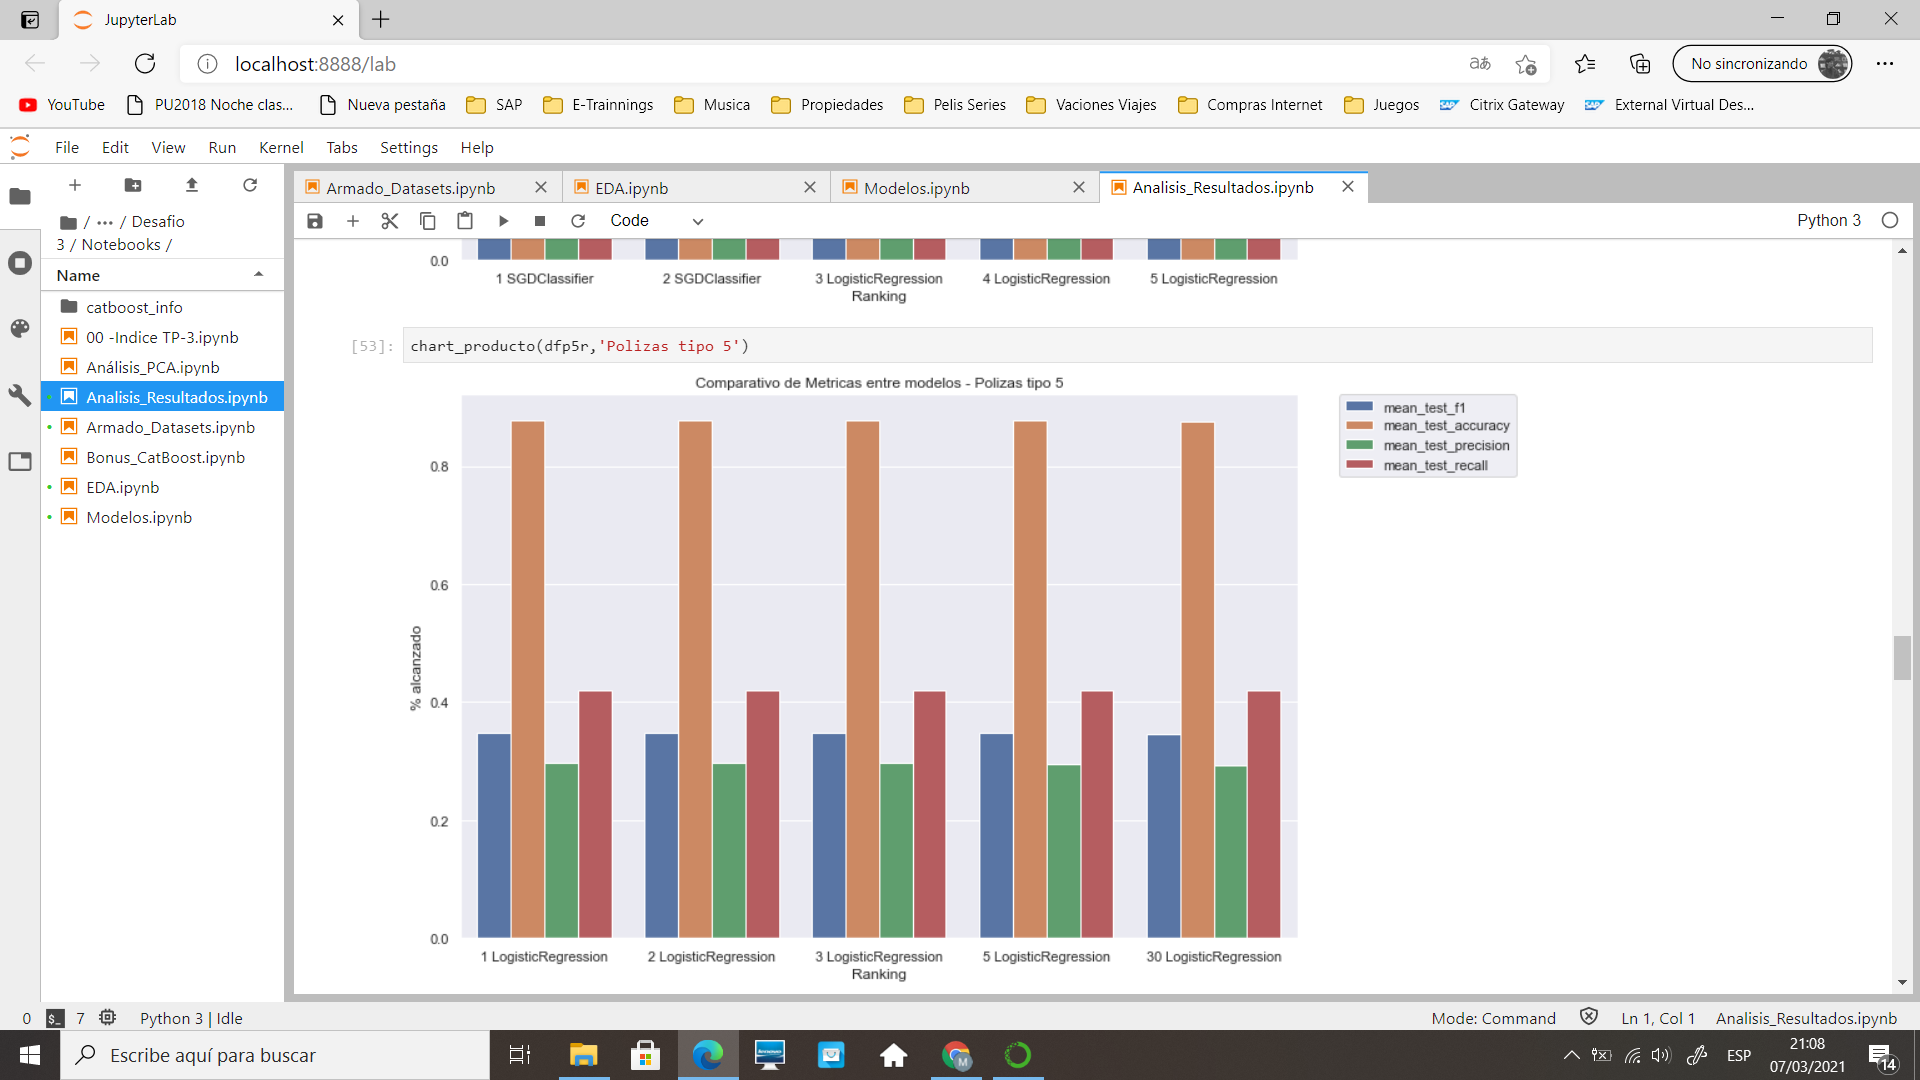 JupyterLab
localhost:8888/lab
aあ
No sincronizando
YouTube
PU2018 Noche clas...
Nueva pestaña
SAP
E-Trainnings
Musica
Propiedades
Pelis Series
Vaciones Viajes
Compras Internet
Juegos
SAP
Citrix Gateway
SAP
External Virtual Des...
File
Edit
View
Run
Kernel
Tabs
Settings
Help
/ ··· / Desafio
3 / Notebooks /
Name
catboost_info
00 -Indice TP-3.ipynb
Análisis_PCA.ipynb
Analisis_Resultados.ipynb
Armado_Datasets.ipynb
Bonus_CatBoost.ipynb
EDA.ipynb
Modelos.ipynb
Armado_Datasets.ipynb
EDA.ipynb
Modelos.ipynb
Analisis_Resultados.ipynb
Code
Python 3
0.0
1 SGDClassifier
2 SGDClassifier
3 LogisticRegression
4 LogisticRegression
5 LogisticRegression
Ranking
[53]:
chart_producto(dfp5r,'Polizas tipo 5')
Comparativo de Metricas entre modelos - Polizas tipo 5
mean_test_f1
mean_test_accuracy
mean_test_precision
mean_test_recall
0.8
0.6
0.4
0.2
0.0
% alcanzado
1 LogisticRegression
2 LogisticRegression
3 LogisticRegression
5 LogisticRegression
30 LogisticRegression
Ranking
0
$_
7
Python 3 | Idle
Mode: Command
Ln 1, Col 1
Analisis_Resultados.ipynb
Escribe aquí para buscar
M
ESP
21:08
07/03/2021
14